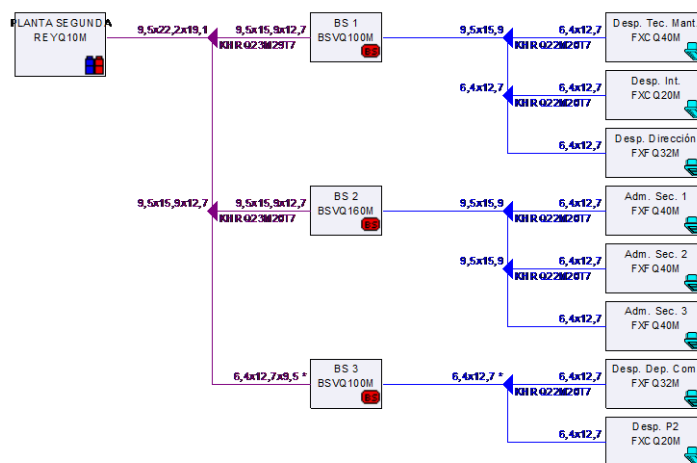 PLANTA SEGUNDA
REYQ10M
9,5x22,2x19,1
9,5x15,9x12,7
KHRQ23M29T7
BS 1
BSVQ100M
BS
9,5x15,9
6,4x12,7
KHRQ22M20T7
Desp. Tec. Mant.
FXCQ40M
6,4x12,7
6,4x12,7
KHRQ22M20T7
Desp. Int.
FXCQ20M
6,4x12,7
Desp. Dirección
FXFQ32M
9,5x15,9x12,7
9,5x15,9x12,7
KHRQ23M29T7
BS 2
BSVQ160M
BS
9,5x15,9
6,4x12,7
KHRQ22M20T7
Adm. Sec. 1
FXFQ40M
9,5x15,9
6,4x12,7
KHRQ22M20T7
Adm. Sec. 2
FXFQ40M
6,4x12,7
Adm. Sec. 3
FXFQ40M
6,4x12,7x9,5 *
BS 3
BSVQ100M
BS
6,4x12,7 *
6,4x12,7
KHRQ22M20T7
Desp. Dep. Com
FXFQ32M
6,4x12,7
Desp. P2
FXCQ20M